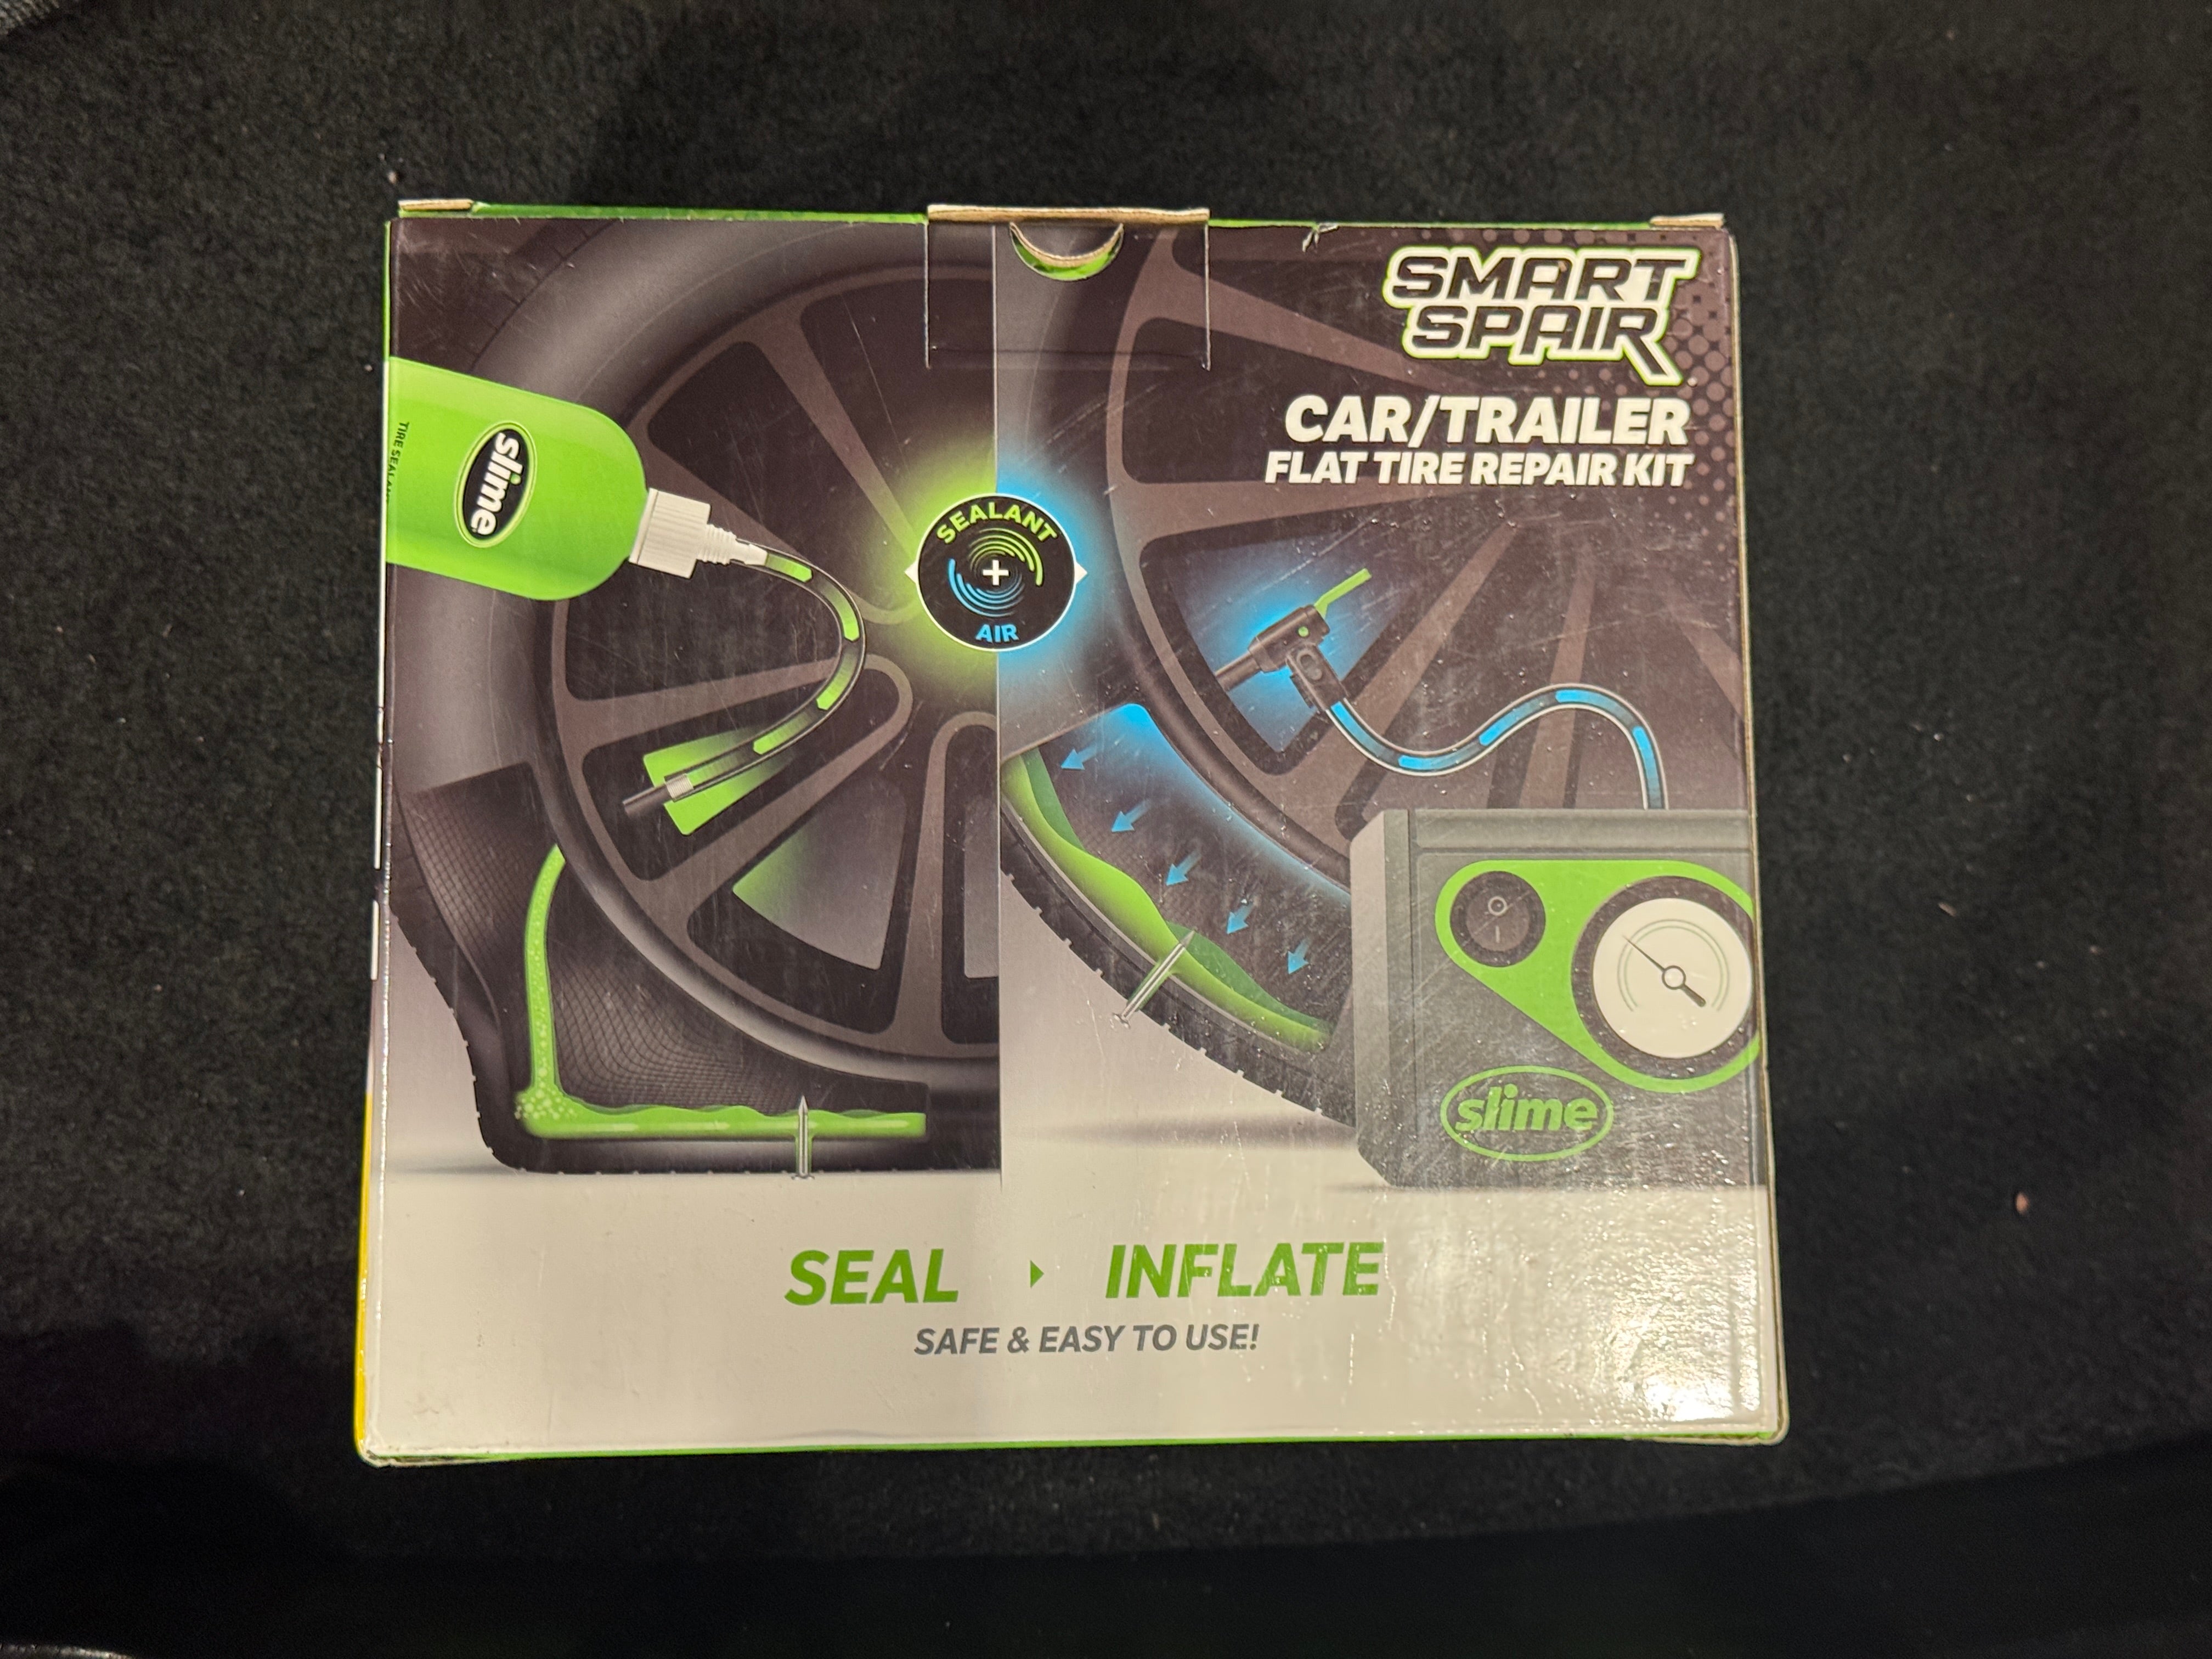 SMART
SPAIR
CAR/TRAILER
FLAT TIRE REPAIR KIT
slime
SEALANT
+
AIR
slime
SEAL
INFLATE
SAFE & EASY TO USE!